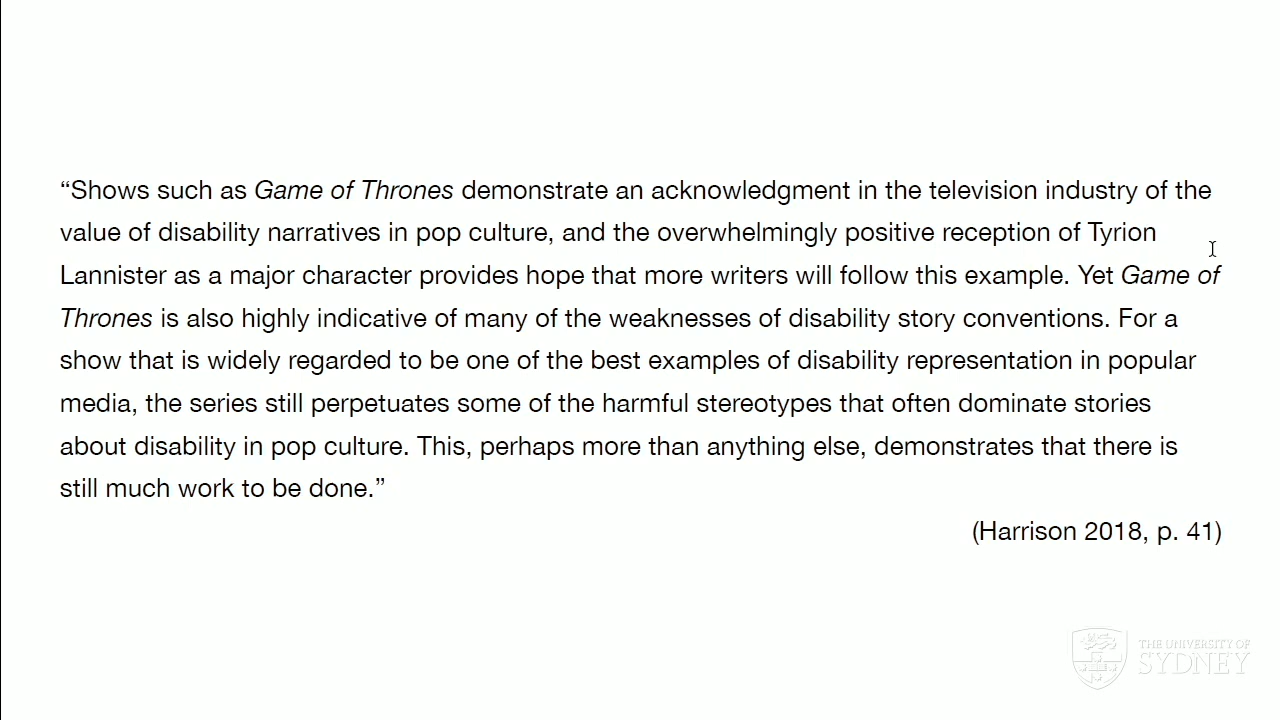 “Shows such as Game of Thrones demonstrate an acknowledgment in the television industry of the
value of disability narratives in pop culture, and the overwhelmingly positive reception of Tyrion
Lannister as a major character provides hope that more writers will follow this example. Yet Game of
Thrones is also highly indicative of many of the weaknesses of disability story conventions. For a
show that is widely regarded to be one of the best examples of disability representation in popular
media, the series still perpetuates some of the harmful stereotypes that often dominate stories
about disability in pop culture. This, perhaps more than anything else, demonstrates that there is
still much work to be done.”
(Harrison 2018, p. 41)
THE UNIVERSITY OF
SYDNEY